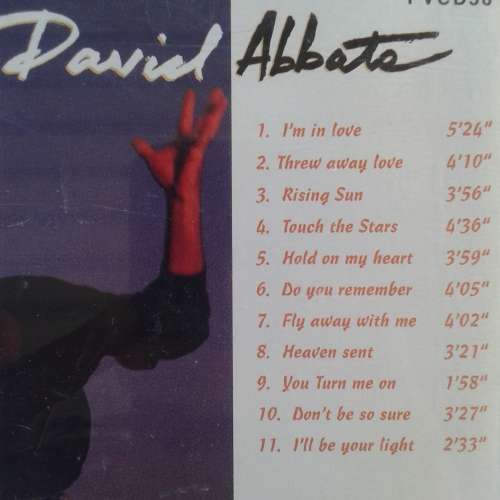 David Abbate
1. I'm in love 5'24"
2. Threw away love 4'10"
3. Rising Sun 3'56"
4. Touch the Stars 4'36"
5. Hold on my heart 3'59"
6. Do you remember 4'05"
7. Fly away with me 4'02"
8. Heaven sent 3'21"
9. You Turn me on 1'58"
10. Don't be so sure 3'27"
11. I'll be your light 2'33"